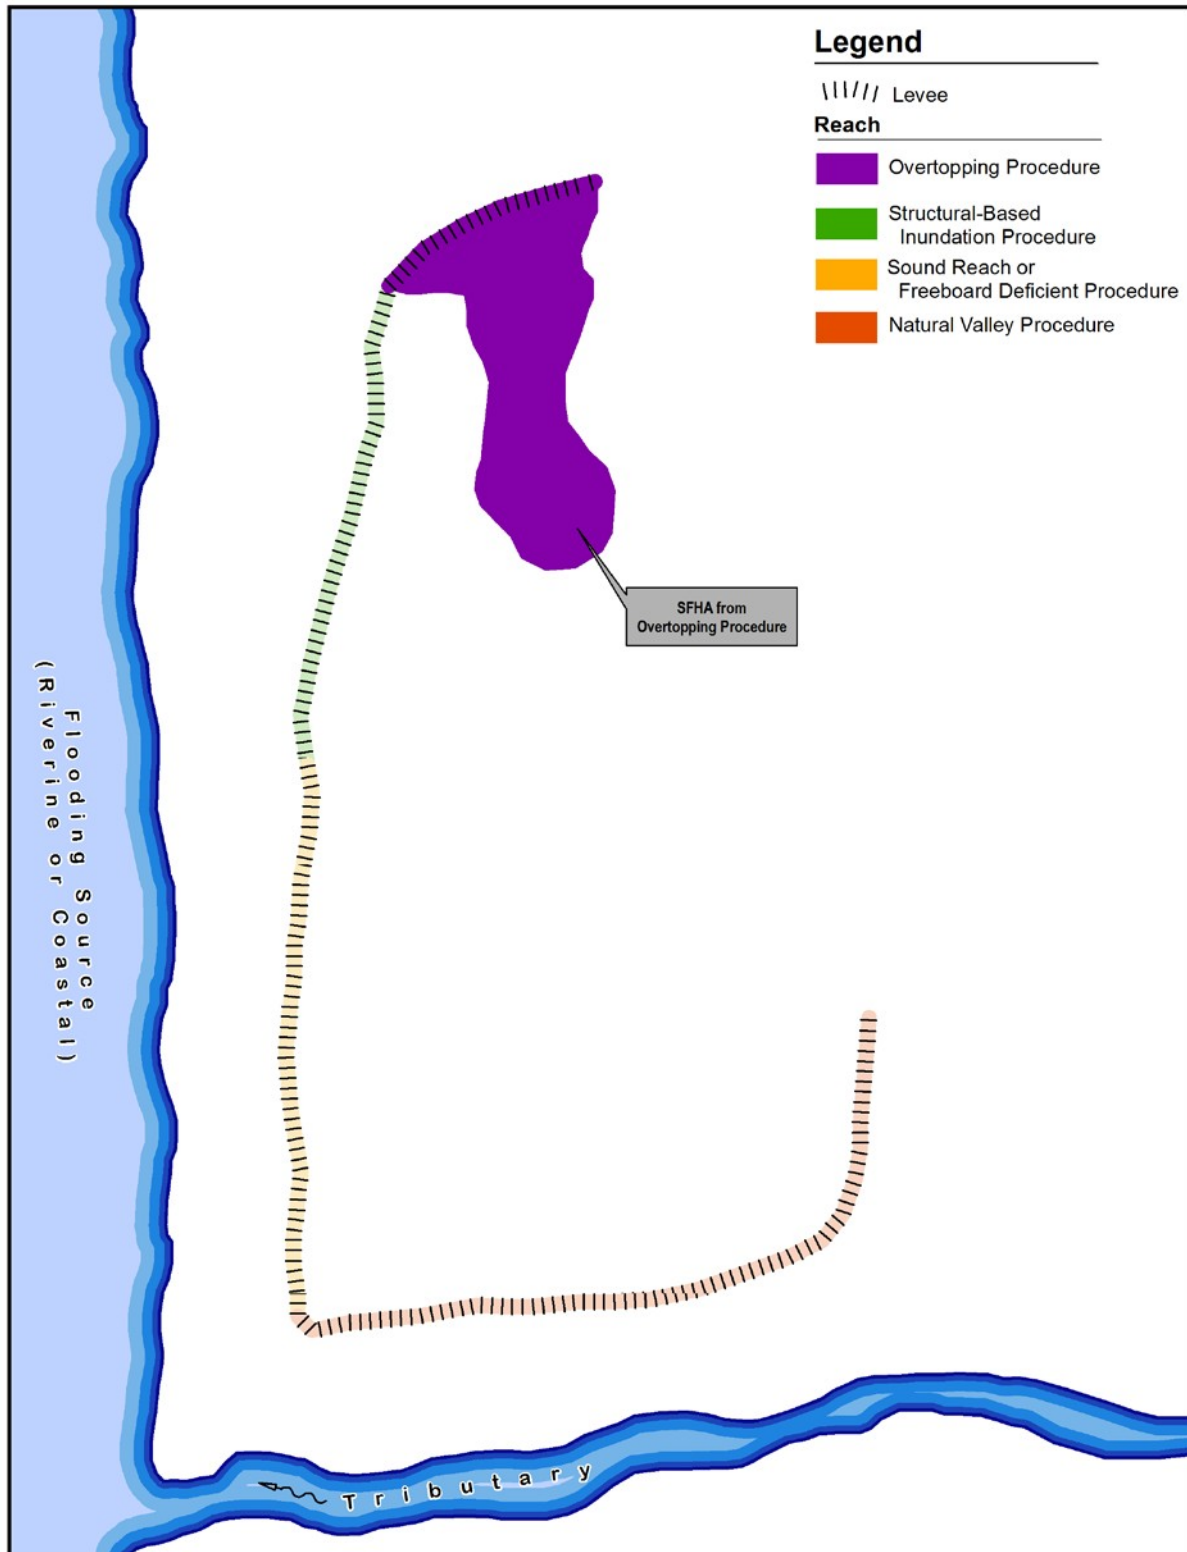 Legend
Levee
Reach
Overtopping Procedure
Structural-Based
Inundation Procedure
Sound Reach or
Freeboard Deficient Procedure
Natural Valley Procedure
SFHA from
Overtopping Procedure
Flooding Source
(Riverine or Coastal)
Tributary